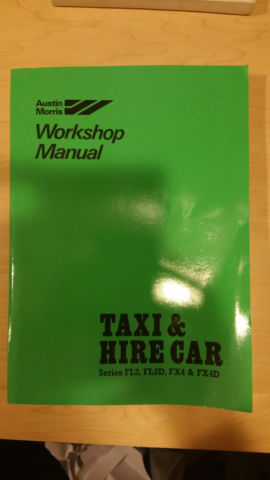 Austin
Morris
Workshop
Manual
TAXI &
HIRE CAR
Series FL2, FL2D, FX4 & FX4D